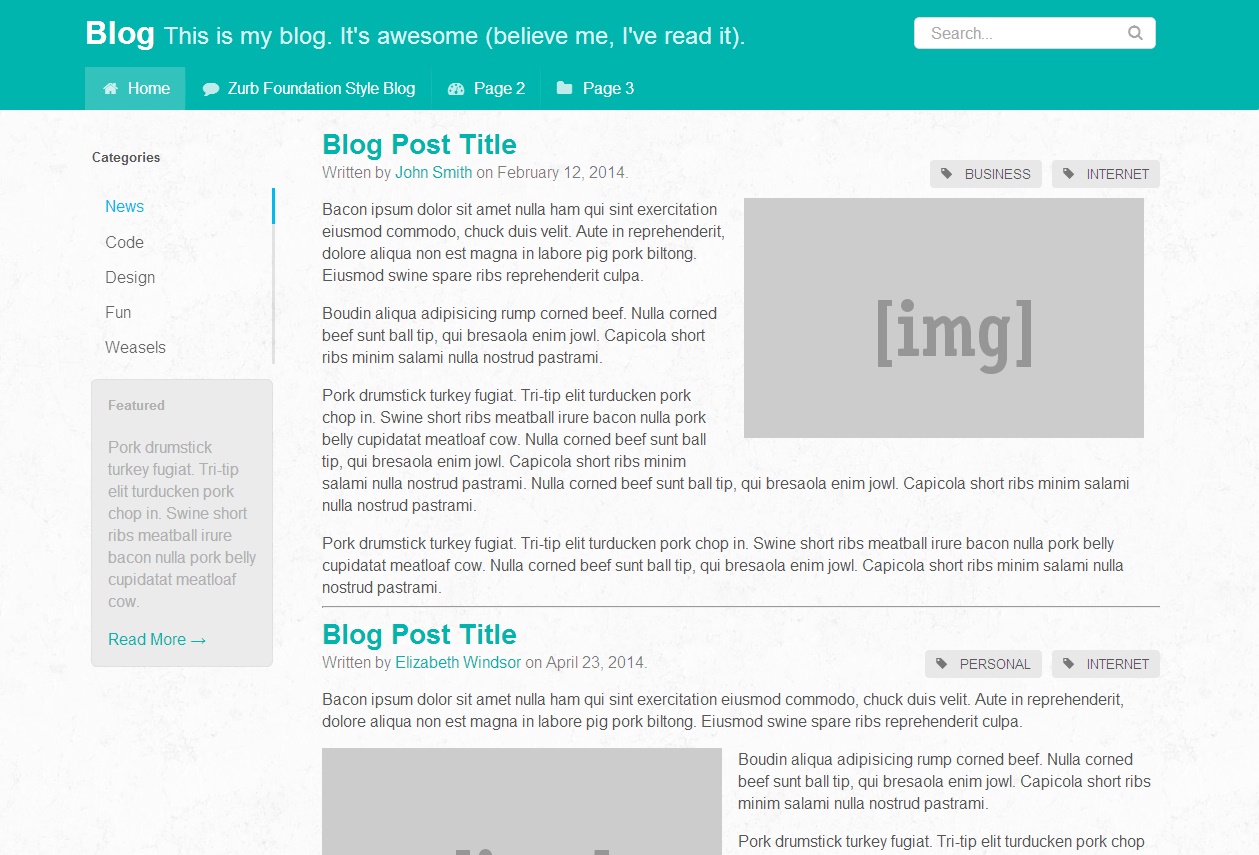 Blog This is my blog. It's awesome (believe me, I've read it).
Search...
Home
Zurb Foundation Style Blog
Page 2
Page 3
Categories
News
Code
Design
Fun
Weasels
Featured
Pork drumstick
turkey fugiat. Tri-tip
elit turducken pork
chop in. Swine short
ribs meatball irure
bacon nulla pork belly
cupidatat meatloaf
cow.
Read More →
Blog Post Title
Written by John Smith on February 12, 2014.
BUSINESS
INTERNET
Bacon ipsum dolor sit amet nulla ham qui sint exercitation
eiusmod commodo, chuck duis velit. Aute in reprehenderit,
dolore aliqua non est magna in labore pig pork biltong.
Eiusmod swine spare ribs reprehenderit culpa.
[img]
Boudin aliqua adipisicing rump corned beef. Nulla corned
beef sunt ball tip, qui bresaola enim jowl. Capicola short
ribs minim salami nulla nostrud pastrami.
Pork drumstick turkey fugiat. Tri-tip elit turducken pork
chop in. Swine short ribs meatball irure bacon nulla pork
belly cupidatat meatloaf cow. Nulla corned beef sunt ball
tip, qui bresaola enim jowl. Capicola short ribs minim
salami nulla nostrud pastrami. Nulla corned beef sunt ball tip, qui bresaola enim jowl. Capicola short ribs minim salami
nulla nostrud pastrami.
Pork drumstick turkey fugiat. Tri-tip elit turducken pork chop in. Swine short ribs meatball irure bacon nulla pork belly
cupidatat meatloaf cow. Nulla corned beef sunt ball tip, qui bresaola enim jowl. Capicola short ribs minim salami nulla
nostrud pastrami.
Blog Post Title
Written by Elizabeth Windsor on April 23, 2014.
PERSONAL
INTERNET
Bacon ipsum dolor sit amet nulla ham qui sint exercitation eiusmod commodo, chuck duis velit. Aute in reprehenderit,
dolore aliqua non est magna in labore pig pork biltong. Eiusmod swine spare ribs reprehenderit culpa.
Boudin aliqua adipisicing rump corned beef. Nulla corned
beef sunt ball tip, qui bresaola enim jowl. Capicola short ribs
minim salami nulla nostrud pastrami.
Pork drumstick turkey fugiat. Tri-tip elit turducken pork chop